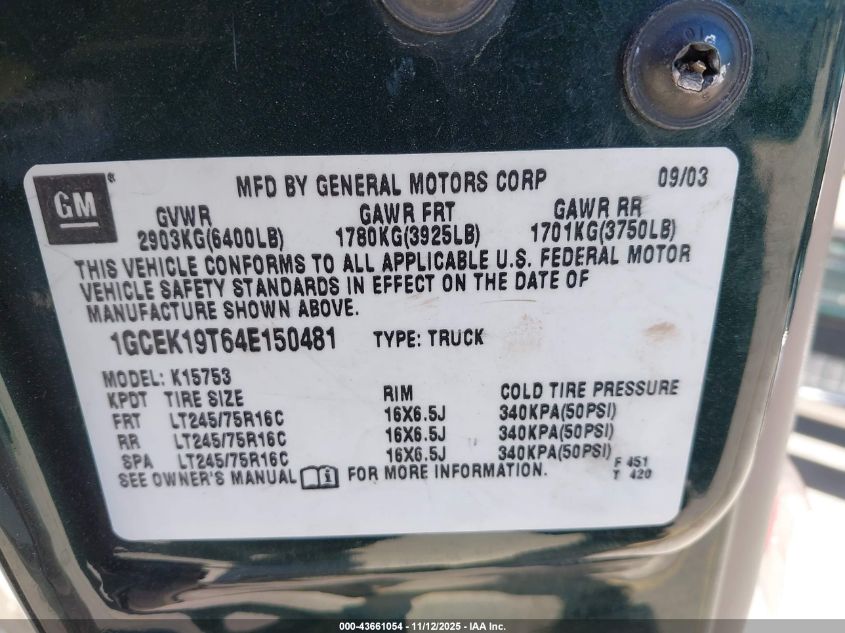 GM®
MFD BY GENERAL MOTORS CORP 09/03
GVWR GAWR FRT GAWR RR
2903KG(6400LB) 1780KG(3925LB) 1701KG(3750LB)
THIS VEHICLE CONFORMS TO ALL APPLICABLE U.S. FEDERAL MOTOR
VEHICLE SAFETY STANDARDS IN EFFECT ON THE DATE OF
MANUFACTURE SHOWN ABOVE.
1GCEK19T64E150481 TYPE: TRUCK
MODEL: K15753
KPDT TIRE SIZE RIM COLD TIRE PRESSURE
FRT LT245/75R16C 16X6.5J 340KPA(50PSI)
RR LT245/75R16C 16X6.5J 340KPA(50PSI)
SPA LT245/75R16C 16X6.5J 340KPA(50PSI)
SEE OWNER'S MANUAL FOR MORE INFORMATION.
F 451
T 420
000-43661054 - 11/12/2025 - IAA Inc.